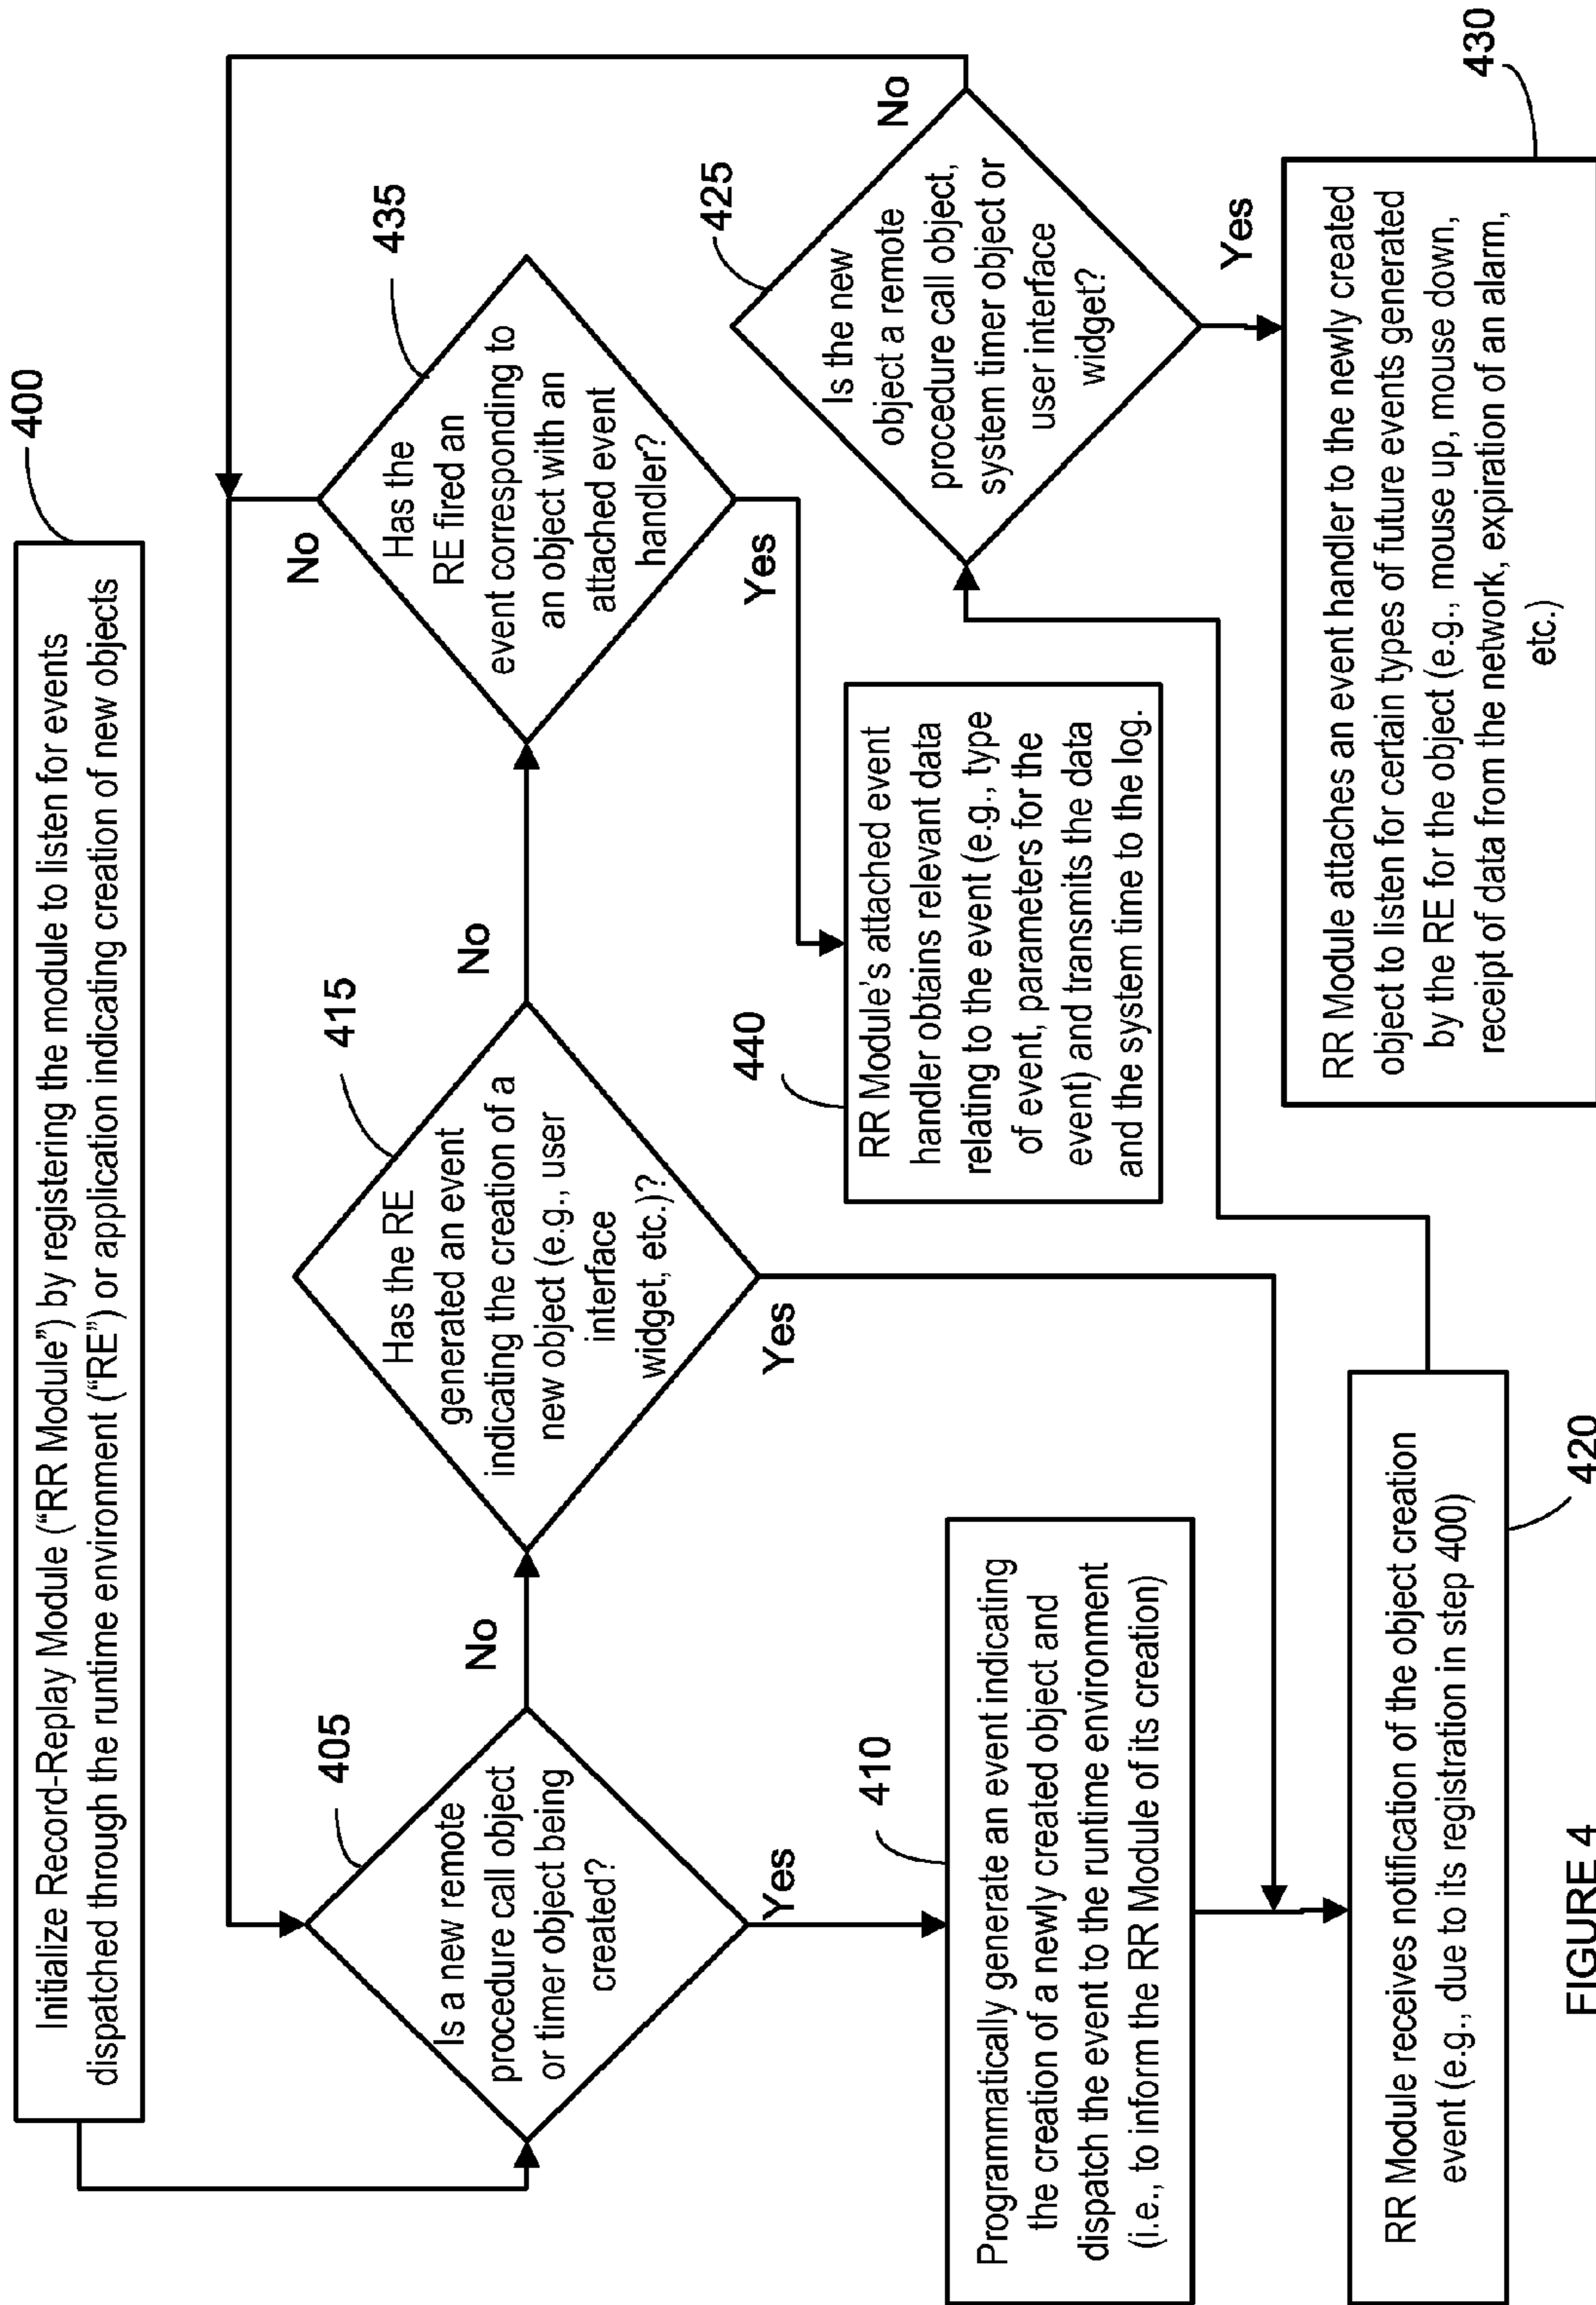 400
Initialize Record-Replay Module (“RR Module”) by registering the module to listen for events
dispatched through the runtime environment (“RE”) or application indicating creation of new objects
405
Is a new remote
procedure call object
or timer object being
created?
No
Yes
415
Has the RE
generated an event
indicating the creation of a
new object (e.g., user
interface
widget, etc.)?
No
Yes
435
Has the
RE fired an
event corresponding to
an object with an
attached event
handler?
No
Yes
410
Programmatically generate an event indicating
the creation of a newly created object and
dispatch the event to the runtime environment
(i.e., to inform the RR Module of its creation)
440
RR Module’s attached event
handler obtains relevant data
relating to the event (e.g., type
of event, parameters for the
event) and transmits the data
and the system time to the log.
425
Is the new
object a remote
procedure call object,
system timer object or
user interface
widget?
No
Yes
420
RR Module receives notification of the object creation
event (e.g., due to its registration in step 400)
430
RR Module attaches an event handler to the newly created
object to listen for certain types of future events generated
by the RE for the object (e.g., mouse up, mouse down,
receipt of data from the network, expiration of an alarm,
etc.)
FIGURE 4